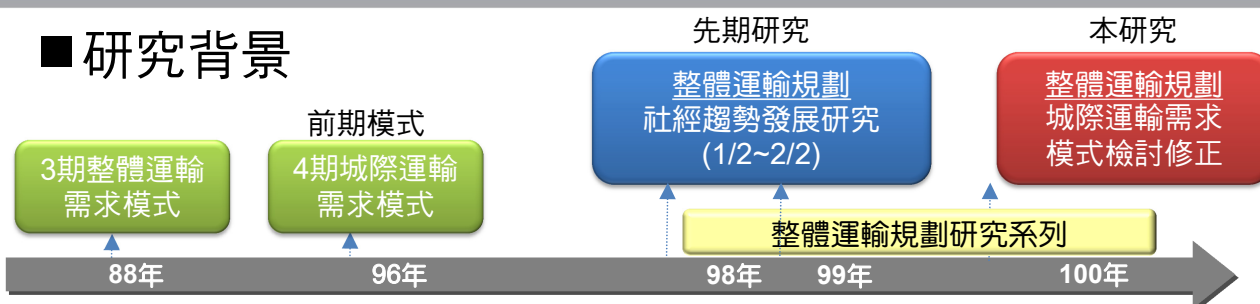 ■研究背景
前期模式
先期研究
本研究
3期整體運輸
需求模式
4期城際運輸
需求模式
整體運輸規劃
社經趨勢發展研究
(1/2~2/2)
整體運輸規劃
城際運輸需求
模式檢討修正
整體運輸規劃研究系列
88年
96年
98年
99年
100年